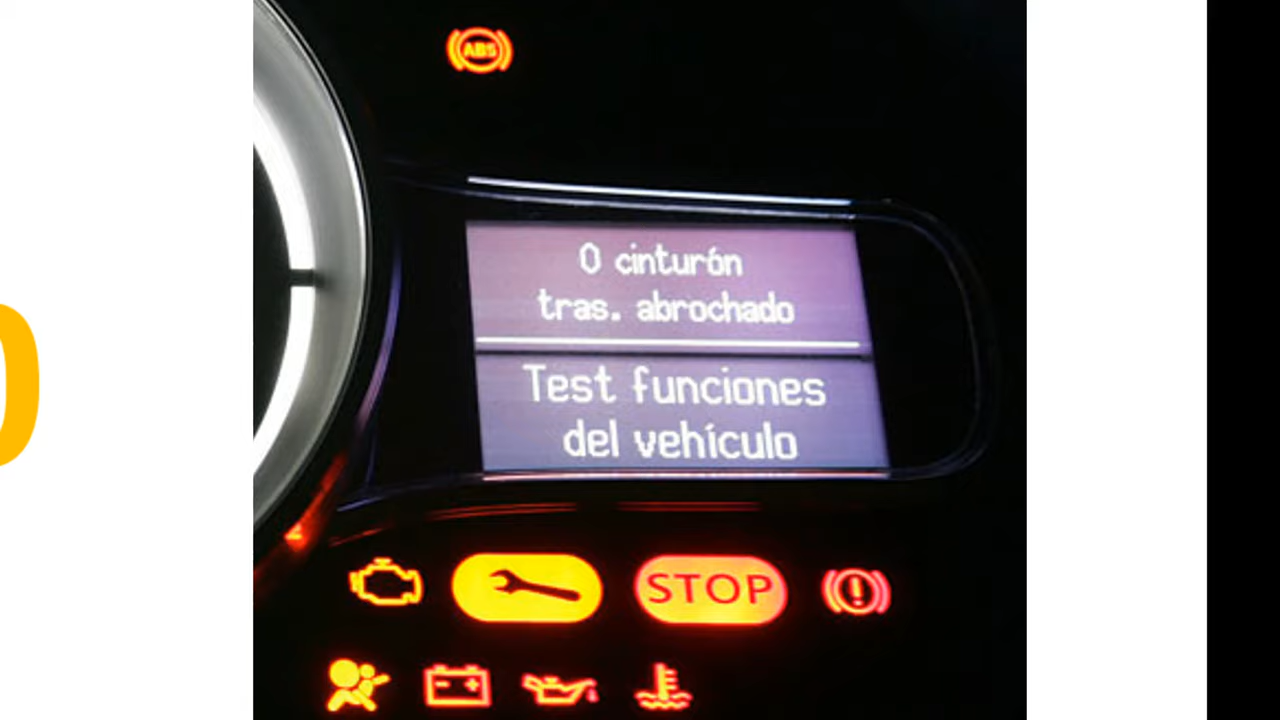 ABS
0 cinturón
tras. abrochado
Test funciones
del vehículo
STOP